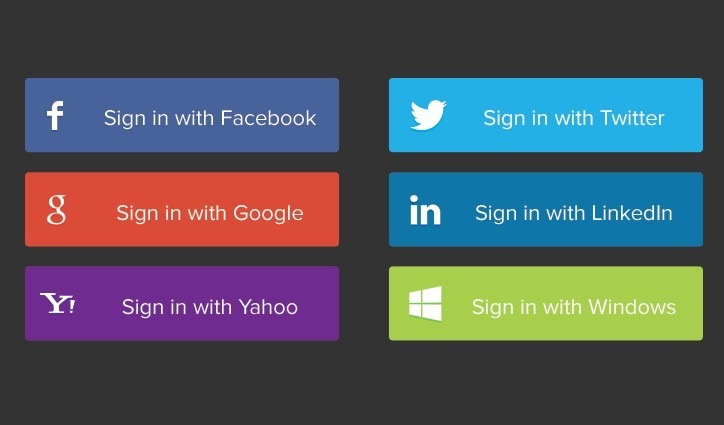 f Sign in with Facebook
Sign in with Twitter
g Sign in with Google
in Sign in with LinkedIn
Y! Sign in with Yahoo
Sign in with Windows